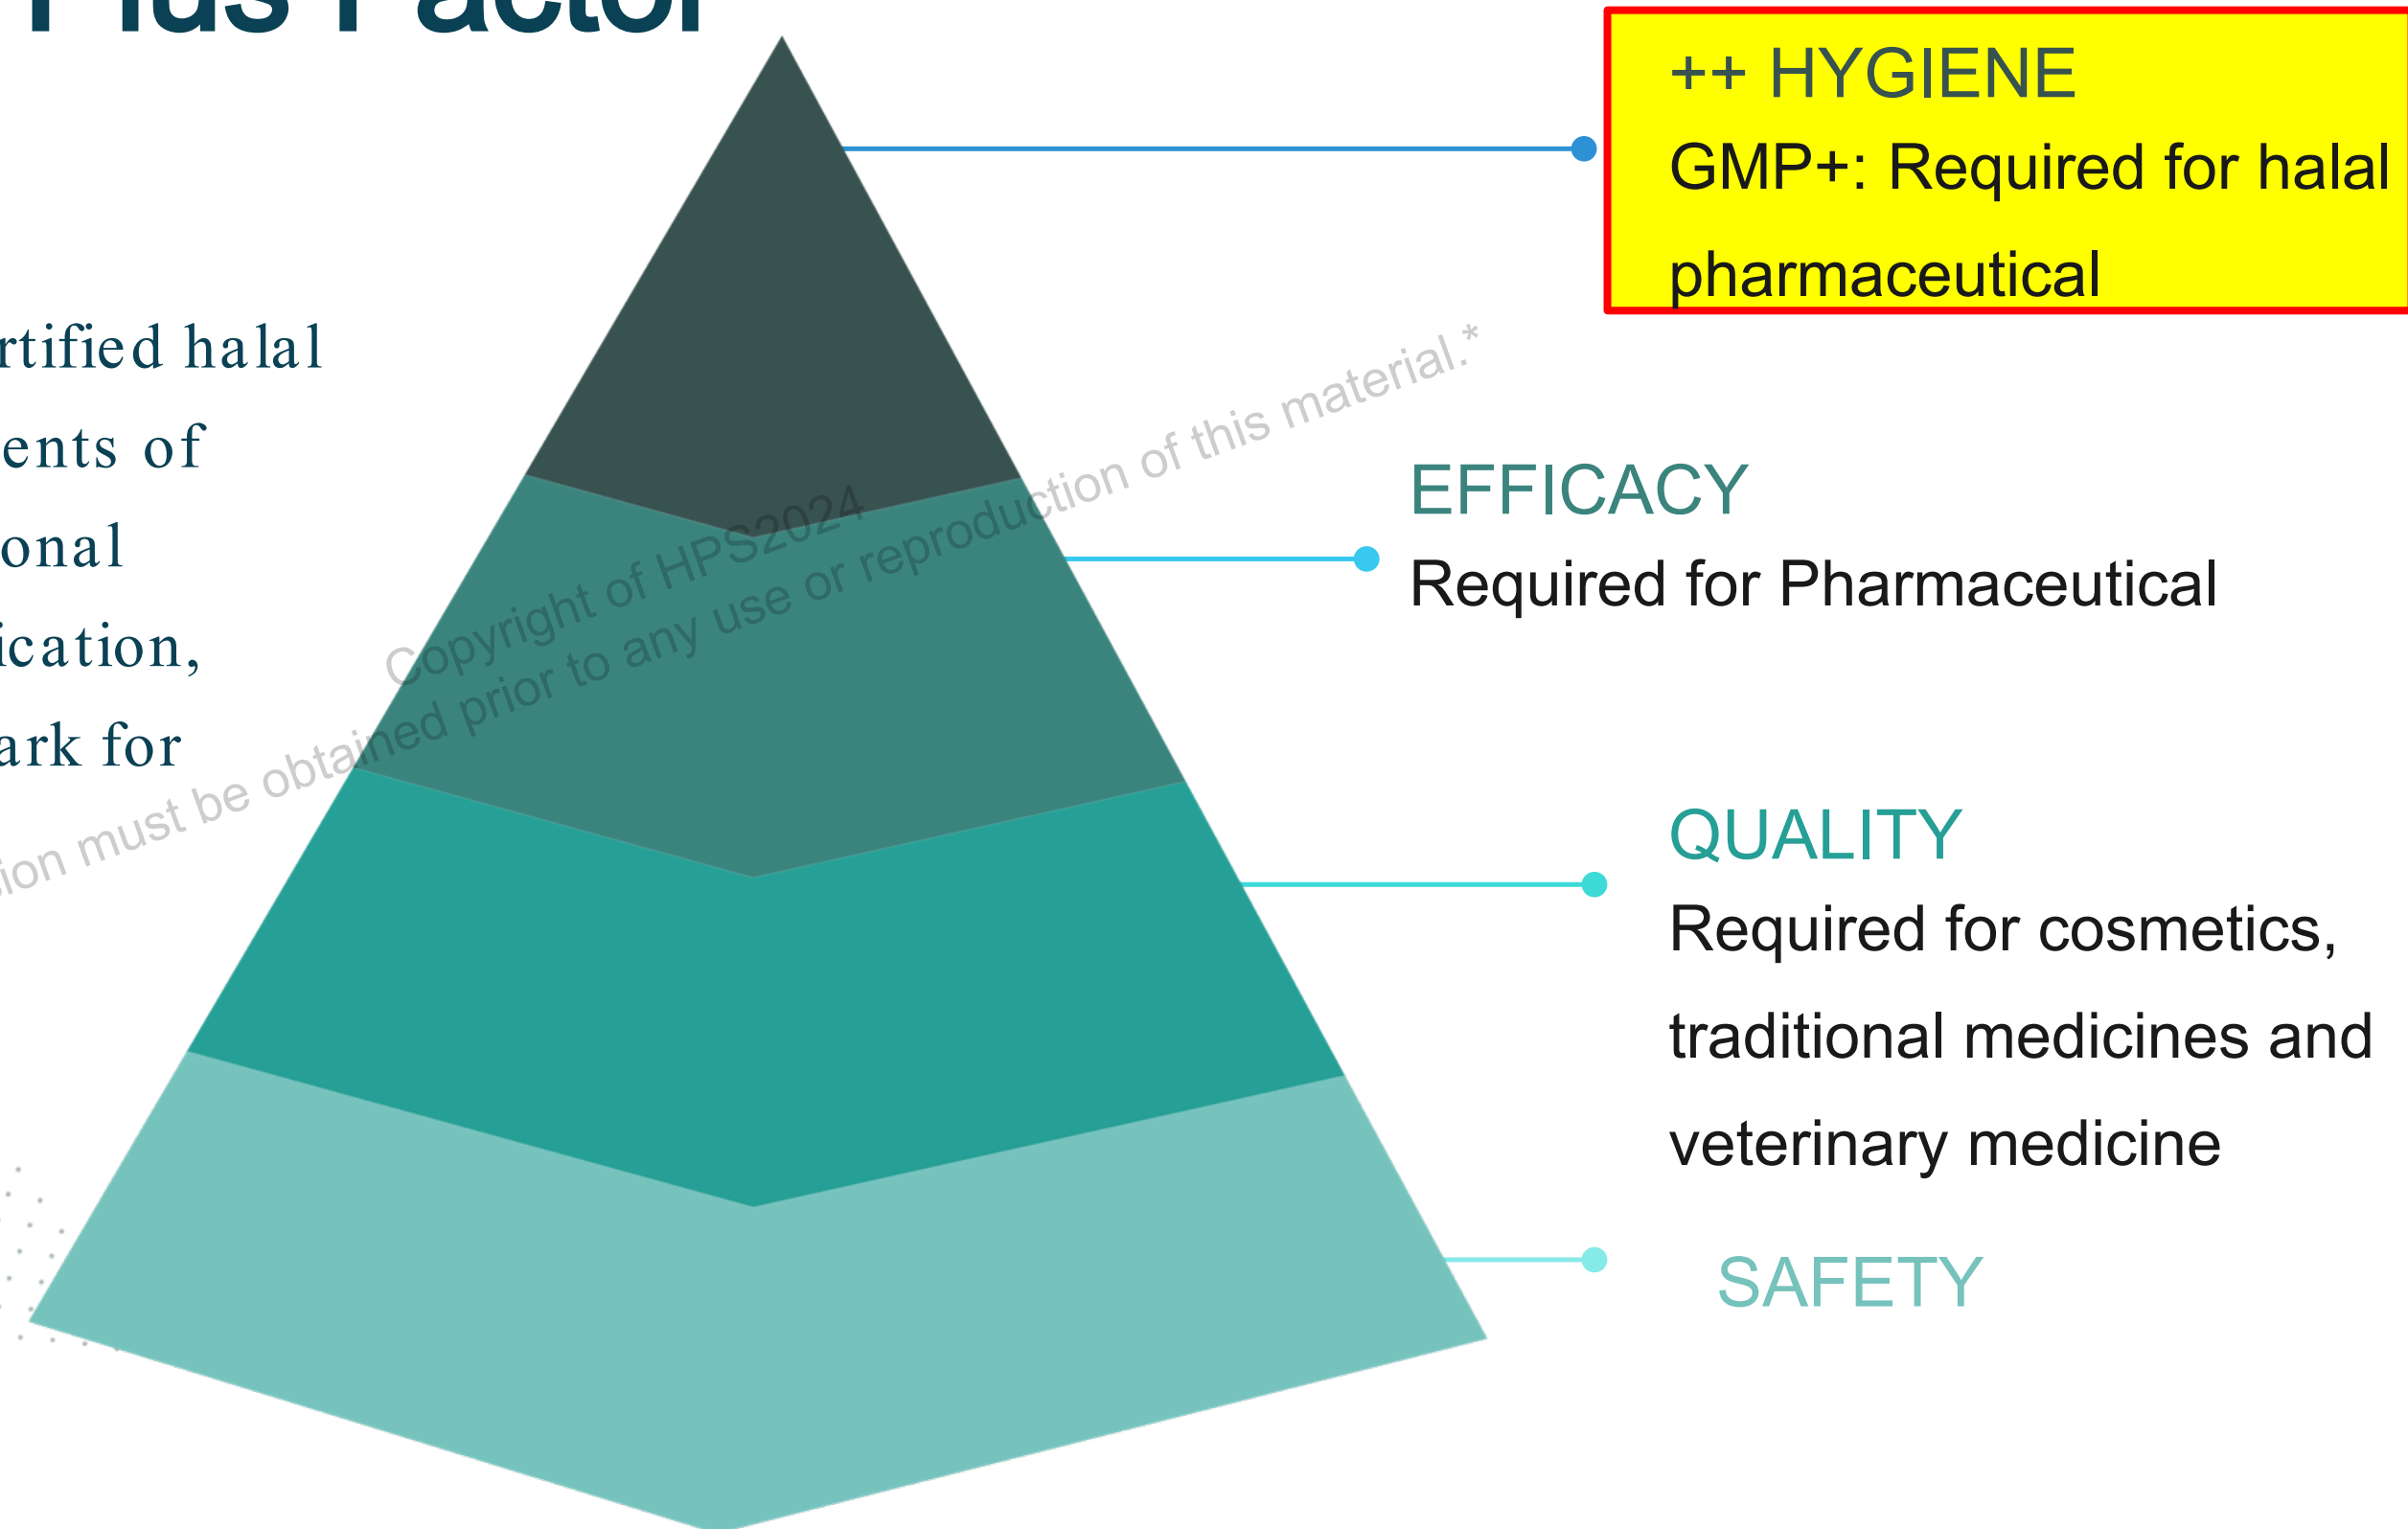 Plus Factor
++ HYGIENE
GMP+: Required for halal
pharmaceutical
rtified halal
ents of
onal
ication,
ark for
Copyright of HPS2024
ion must be obtained prior to any use or reproduction of this material.*
EFFICACY
Required for Pharmaceutical
QUALITY
Required for cosmetics,
traditional medicines and
veterinary medicine
SAFETY